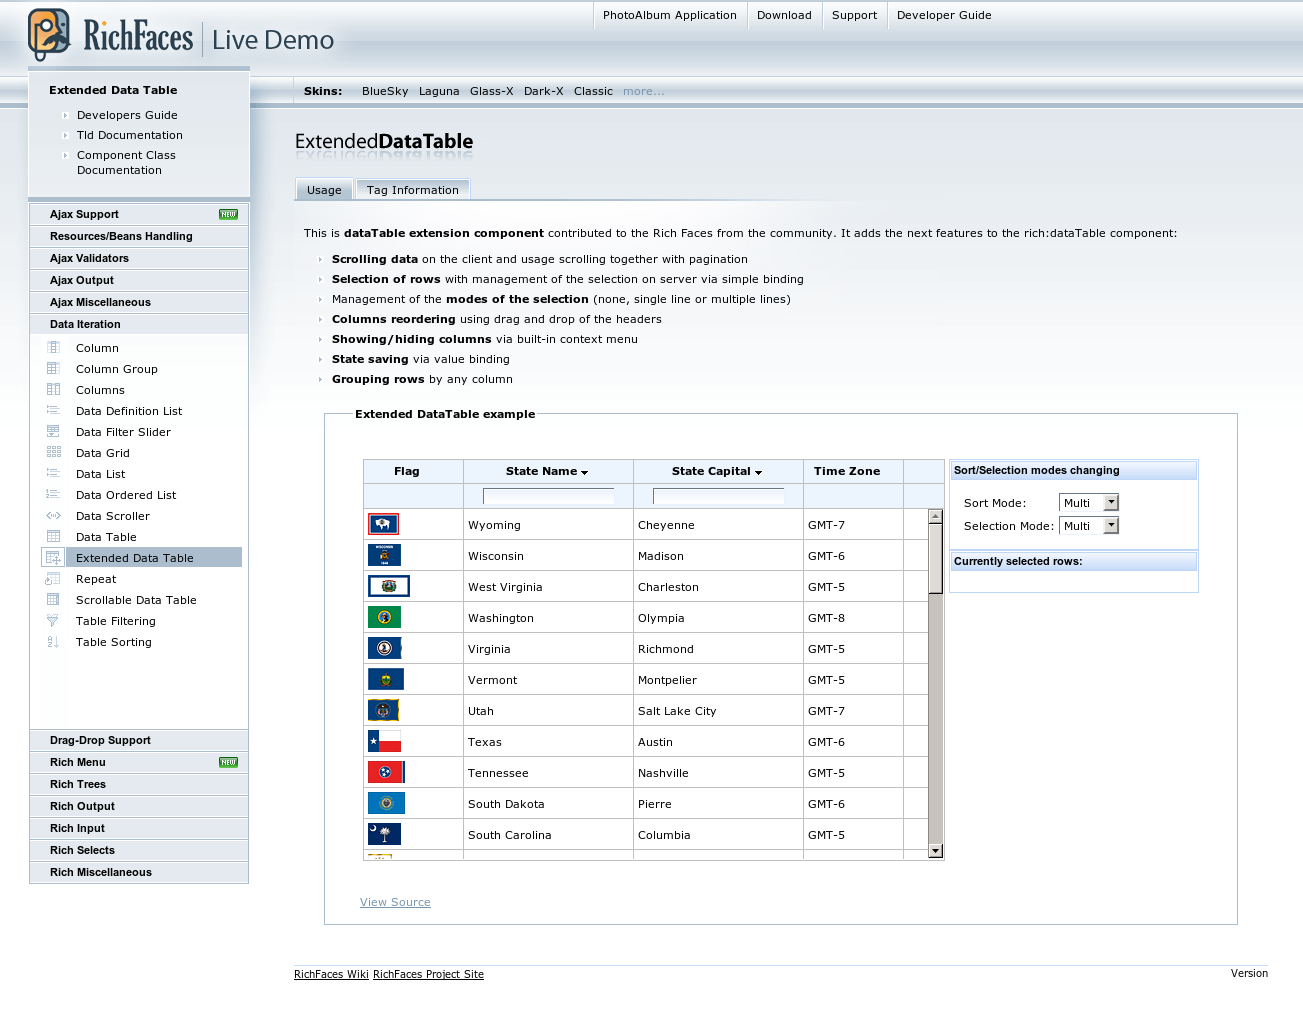 RichFaces Live Demo
PhotoAlbum Application Download Support Developer Guide
Skins: BlueSky Laguna Glass-X Dark-X Classic more...
Extended Data Table
Developers Guide
Tld Documentation
Component Class
Documentation
Ajax Support NEW
Resources/Beans Handling
Ajax Validators
Ajax Output
Ajax Miscellaneous
Data Iteration
Column
Column Group
Columns
Data Definition List
Data Filter Slider
Data Grid
Data List
Data Ordered List
Data Scroller
Data Table
Extended Data Table
Repeat
Scrollable Data Table
Table Filtering
Table Sorting
Drag-Drop Support
Rich Menu NEW
Rich Trees
Rich Output
Rich Input
Rich Selects
Rich Miscellaneous
ExtendedDataTable
Usage Tag Information
This is dataTable extension component contributed to the Rich Faces from the community. It adds the next features to the rich:dataTable component:
Scrolling data on the client and usage scrolling together with pagination
Selection of rows with management of the selection on server via simple binding
Management of the modes of the selection (none, single line or multiple lines)
Columns reordering using drag and drop of the headers
Showing/hiding columns via built-in context menu
State saving via value binding
Grouping rows by any column
Extended DataTable example
Flag State Name State Capital Time Zone
Wyoming Cheyenne GMT-7
Wisconsin Madison GMT-6
West Virginia Charleston GMT-5
Washington Olympia GMT-8
Virginia Richmond GMT-5
Vermont Montpelier GMT-5
Utah Salt Lake City GMT-7
Texas Austin GMT-6
Tennessee Nashville GMT-5
South Dakota Pierre GMT-6
South Carolina Columbia GMT-5
Sort/Selection modes changing
Sort Mode: Multi
Selection Mode: Multi
Currently selected rows:
View Source
RichFaces Wiki RichFaces Project Site Version